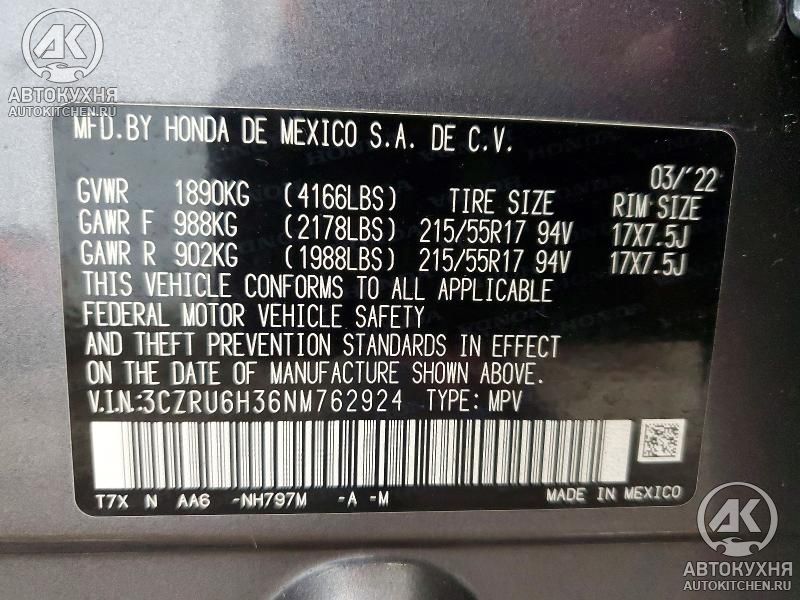 АК
АВТОКУХНЯ
AUTOKITCHEN.RU
MFD.BY HONDA DE MEXICO S.A. DE C.V.
03/'22
GVWR 1890KG (4166LBS) TIRE SIZE RIM SIZE
GAWR F 988KG (2178LBS) 215/55R17 94V 17X7.5J
GAWR R 902KG (1988LBS) 215/55R17 94V 17X7.5J
THIS VEHICLE CONFORMS TO ALL APPLICABLE
FEDERAL MOTOR VEHICLE SAFETY
AND THEFT PREVENTION STANDARDS IN EFFECT
ON THE DATE OF MANUFACTURE SHOWN ABOVE.
V.I.N:3CZRU6H36NM762924 TYPE: MPV
T7X N AA6 -NH797M -A -M MADE IN MEXICO
АК
АВТОКУХНЯ
AUTOKITCHEN.RU